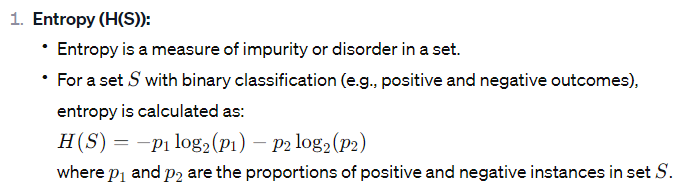 1. Entropy (H(S)):
• Entropy is a measure of impurity or disorder in a set.
• For a set S with binary classification (e.g., positive and negative outcomes),
entropy is calculated as:
H(S) = −p₁ log₂(p₁) − p₂ log₂(p₂)
where p₁ and p₂ are the proportions of positive and negative instances in set S.